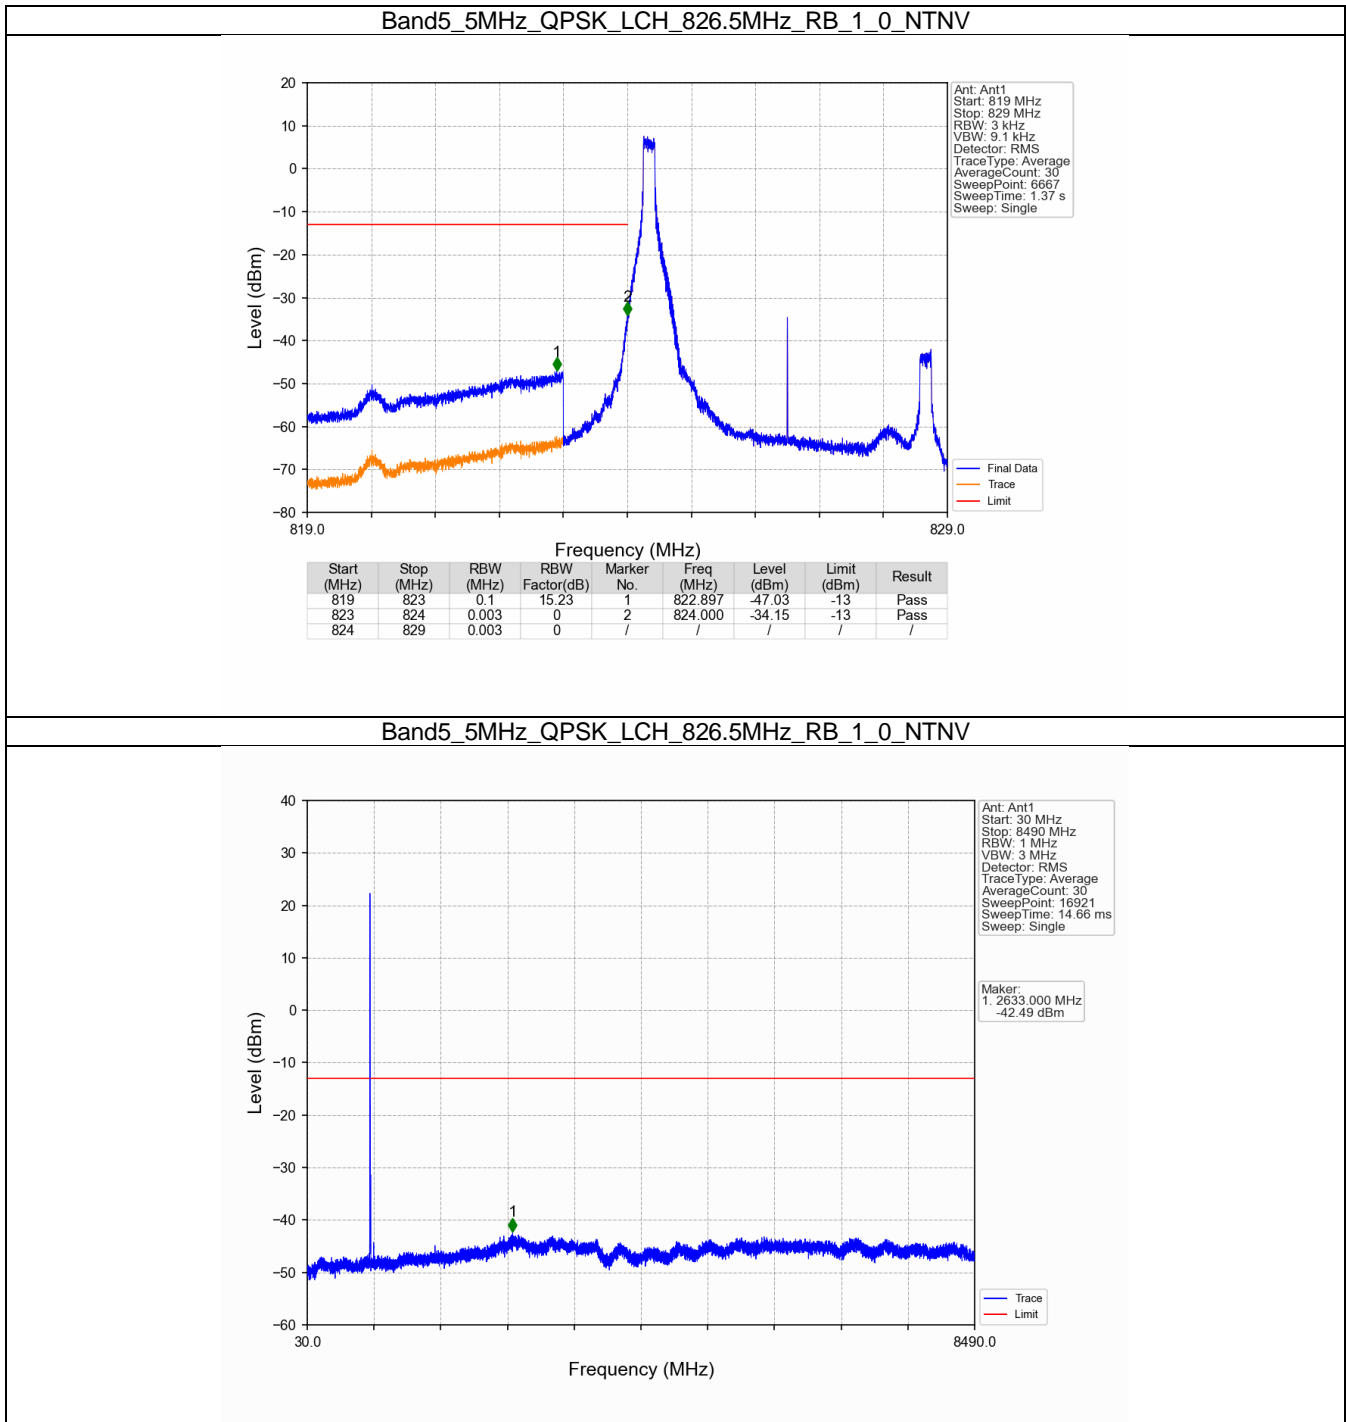 Band5_5MHz_QPSK_LCH_826.5MHz_RB_1_0_NTNV
20
10
0
−10
−20
−30
−40
−50
−60
−70
−80
Level (dBm)
1
2
819.0
829.0
Frequency (MHz)
Ant: Ant1
Start: 819 MHz
Stop: 829 MHz
RBW: 3 kHz
VBW: 9.1 kHz
Detector: RMS
TraceType: Average
AverageCount: 30
SweepPoint: 6667
SweepTime: 1.37 s
Sweep: Single
Final Data
Trace
Limit
Start (MHz) Stop (MHz) RBW (MHz) RBW Factor(dB) Marker No. Freq (MHz) Level (dBm) Limit (dBm) Result
819 823 0.1 15.23 1 822.897 -47.03 -13 Pass
823 824 0.003 0 2 824.000 -34.15 -13 Pass
824 829 0.003 0 / / / / /
Band5_5MHz_QPSK_LCH_826.5MHz_RB_1_0_NTNV
40
30
20
10
0
−10
−20
−30
−40
−50
−60
Level (dBm)
1
30.0
8490.0
Frequency (MHz)
Ant: Ant1
Start: 30 MHz
Stop: 8490 MHz
RBW: 1 MHz
VBW: 3 MHz
Detector: RMS
TraceType: Average
AverageCount: 30
SweepPoint: 16921
SweepTime: 14.66 ms
Sweep: Single
Maker:
1. 2633.000 MHz
-42.49 dBm
Trace
Limit